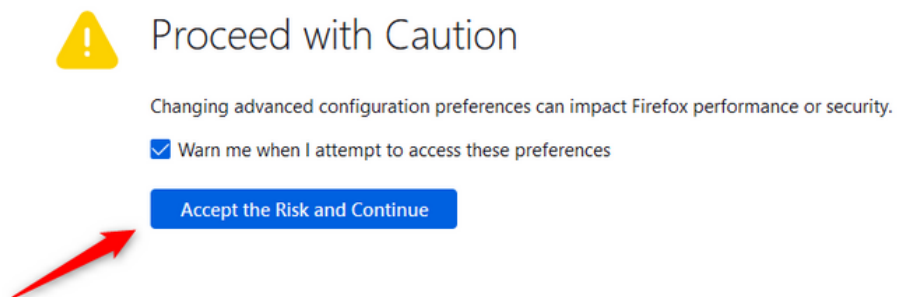 Proceed with Caution
Changing advanced configuration preferences can impact Firefox performance or security.
Warn me when I attempt to access these preferences
Accept the Risk and Continue